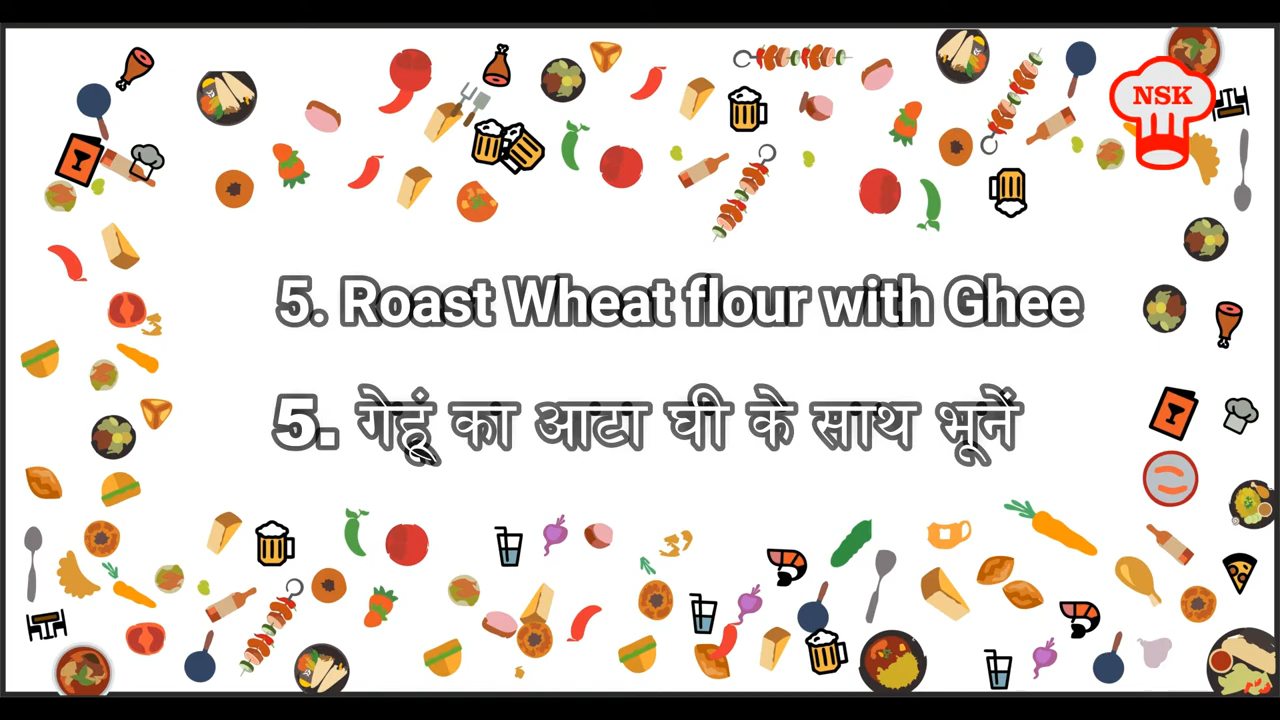 NSK
5. Roast Wheat flour with Ghee
5. गेहूं का आटा घी के साथ भूनें